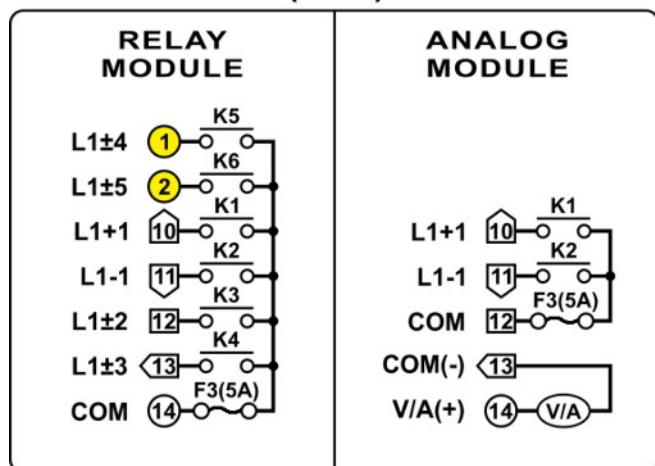 RELAY
MODULE
K5
L1±4 1
K6
L1±5 2
K1
L1+1 10
K2
L1-1 11
K3
L1±2 12
K4
L1±3 13
F3(5A)
COM 14
ANALOG
MODULE
K1
L1+1 10
K2
L1-1 11
F3(5A)
COM 12
COM(-) 13
V/A(+) 14 V/A